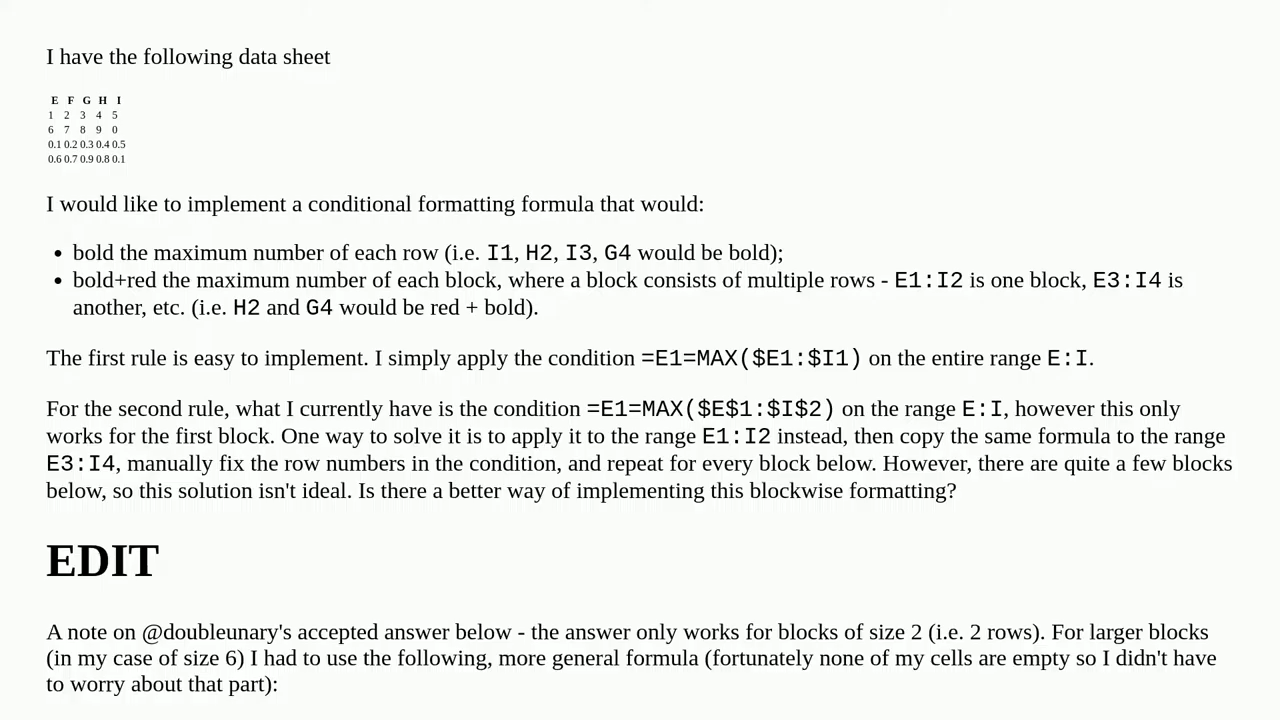 I have the following data sheet
E F G H I
1 2 3 4 5
6 7 8 9 0
0.1 0.2 0.3 0.4 0.5
0.6 0.7 0.9 0.8 0.1
I would like to implement a conditional formatting formula that would:
• bold the maximum number of each row (i.e. I1, H2, I3, G4 would be bold);
• bold+red the maximum number of each block, where a block consists of multiple rows - E1:I2 is one block, E3:I4 is
another, etc. (i.e. H2 and G4 would be red + bold).
The first rule is easy to implement. I simply apply the condition =E1=MAX($E1:$I1) on the entire range E:I.
For the second rule, what I currently have is the condition =E1=MAX($E$1:$I$2) on the range E:I, however this only
works for the first block. One way to solve it is to apply it to the range E1:I2 instead, then copy the same formula to the range
E3:I4, manually fix the row numbers in the condition, and repeat for every block below. However, there are quite a few blocks
below, so this solution isn't ideal. Is there a better way of implementing this blockwise formatting?
EDIT
A note on @doubleunary's accepted answer below - the answer only works for blocks of size 2 (i.e. 2 rows). For larger blocks
(in my case of size 6) I had to use the following, more general formula (fortunately none of my cells are empty so I didn't have
to worry about that part):